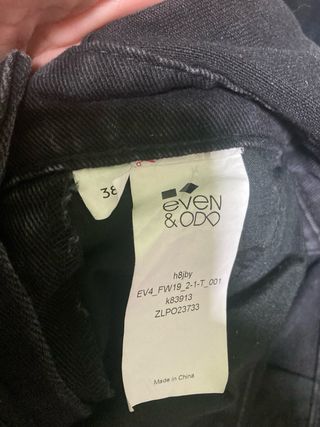 38
even
&ODD
h8jby
EV4_FW19_2-1-T_001
k83913
ZLPO23733
Made in China